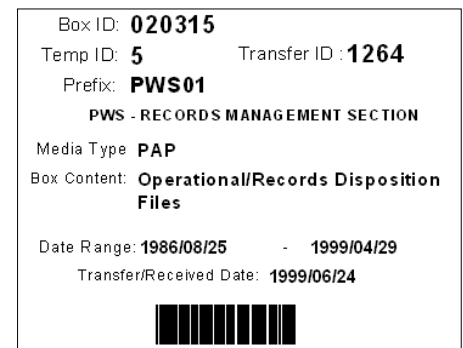 Box ID: 020315
Temp ID: 5 Transfer ID : 1264
Prefix: PWS01
PWS - RECORDS MANAGEMENT SECTION
Media Type PAP
Box Content: Operational/Records Disposition
Files
Date Range: 1986/08/25 - 1999/04/29
Transfer/Received Date: 1999/06/24